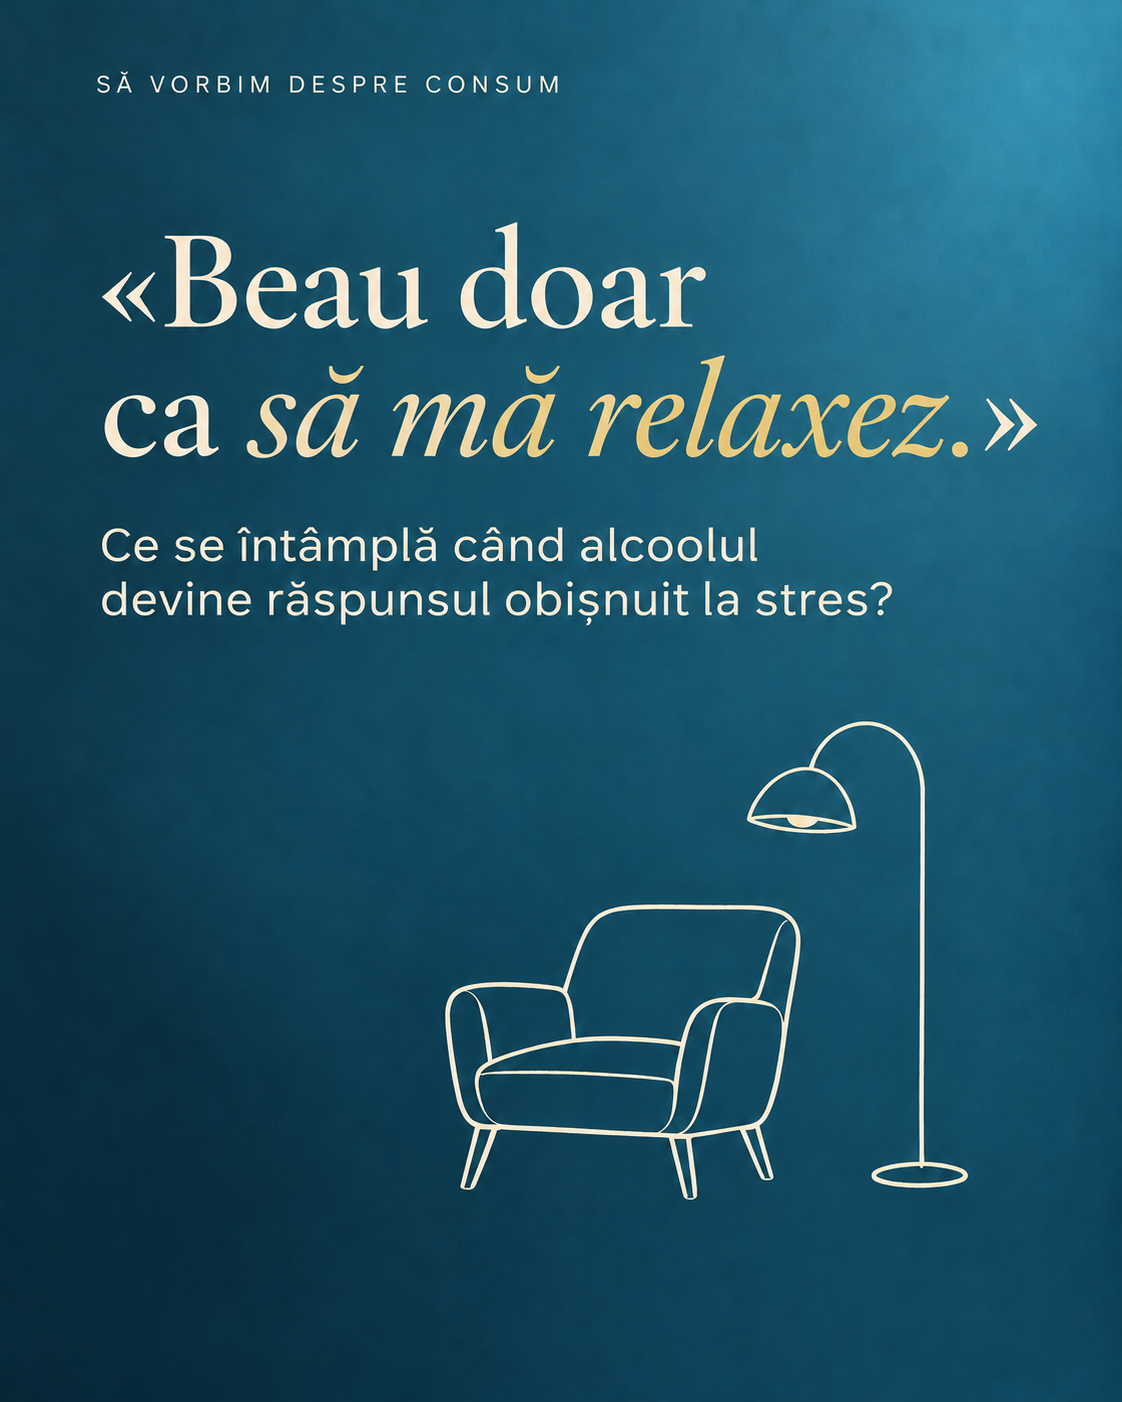 SĂ VORBIM DESPRE CONSUM
«Beau doar
ca să mă relaxez.»
Ce se întâmplă când alcoolul
devine răspunsul obișnuit la stres?